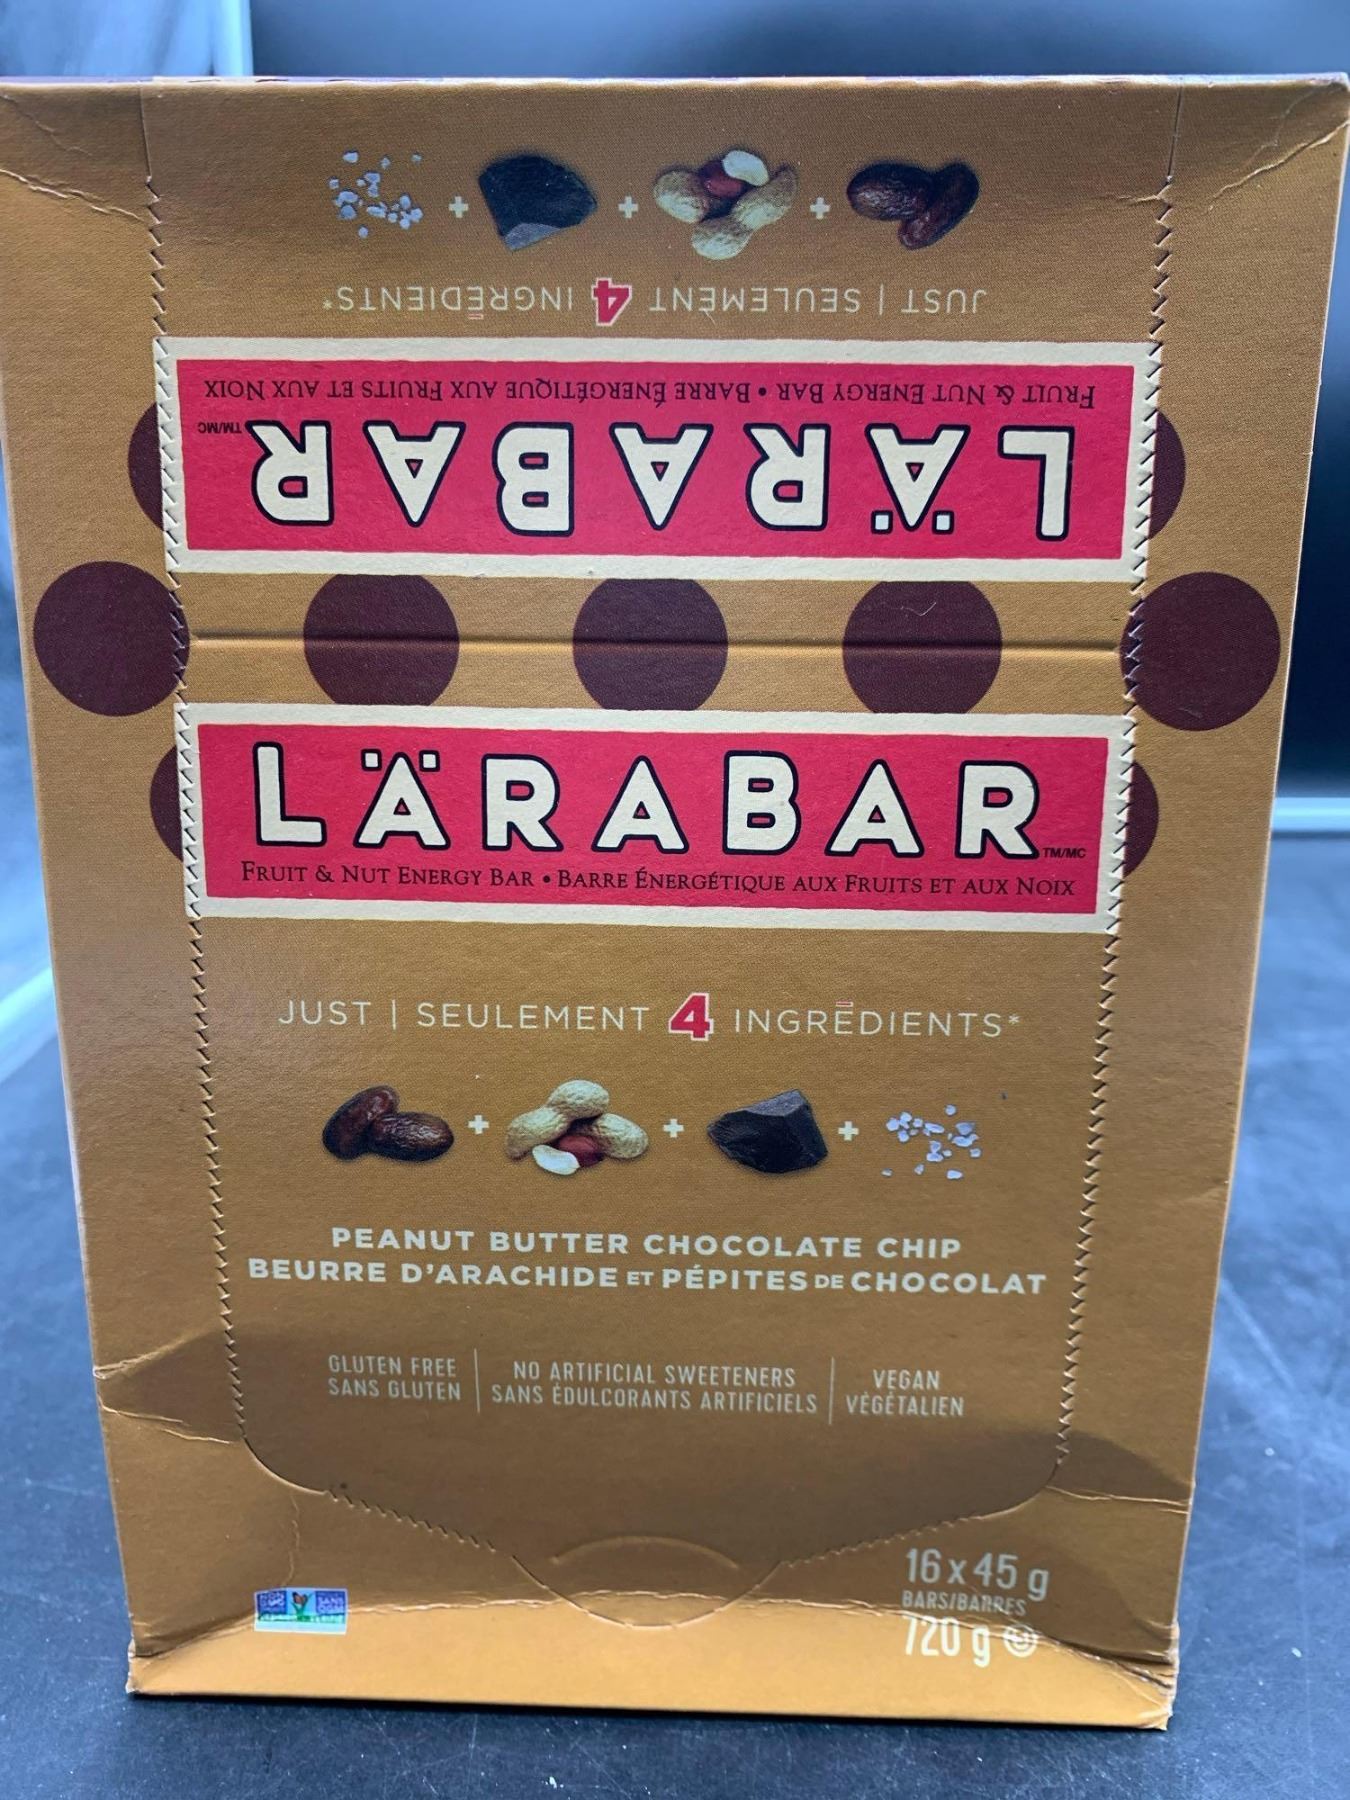 JUST | SEULEMENT 4 INGRĒDIENTS*
FRUIT & NUT ENERGY BAR • BARRE ÉNERGÉTIQUE AUX FRUITS ET AUX NOIX
LÄRABAR TM/MC
LÄRABAR TM/MC
FRUIT & NUT ENERGY BAR • BARRE ÉNERGÉTIQUE AUX FRUITS ET AUX NOIX
JUST | SEULEMENT 4 INGRĒDIENTS*
PEANUT BUTTER CHOCOLATE CHIP
BEURRE D'ARACHIDE ET PÉPITES DE CHOCOLAT
GLUTEN FREE
SANS GLUTEN
NO ARTIFICIAL SWEETENERS
SANS ÉDULCORANTS ARTIFICIELS
VEGAN
VÉGÉTALIEN
16 x 45 g
BARS/BARRES
720 g